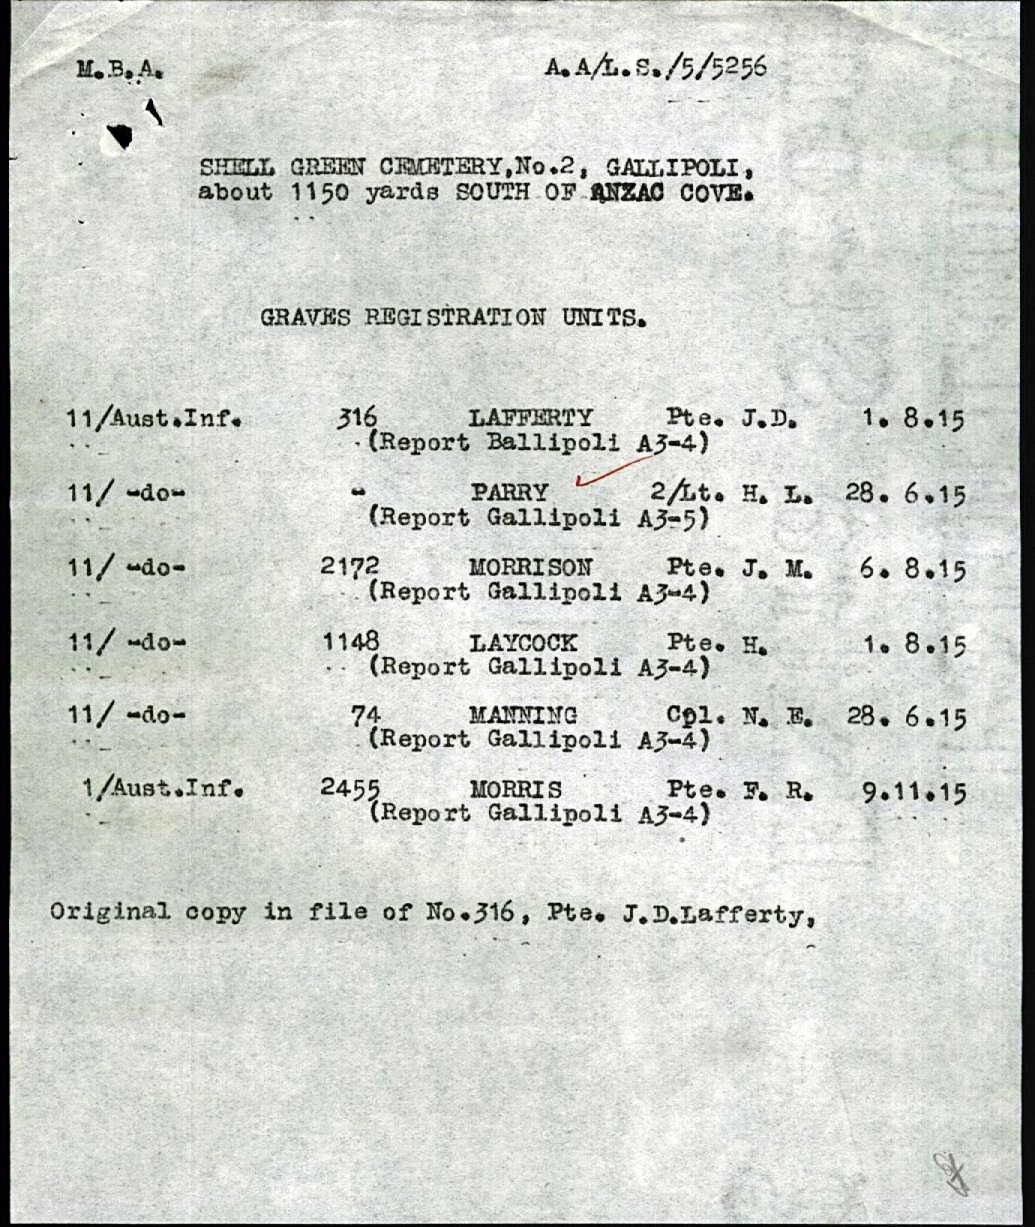 M.B.A. A.A/L.S./5/5256
SHELL GREEN CEMETERY,No.2, GALLIPOLI,
about 1150 yards SOUTH OF ANZAC COVE.
GRAVES REGISTRATION UNITS.
11/Aust.Inf. 316 LAFFERTY Pte. J.D. 1. 8.15
(Report Ballipoli A3-4)
11/ -do- - PARRY 2/Lt. H. L. 28. 6.15
(Report Gallipoli A3-5)
11/ -do- 2172 MORRISON Pte. J. M. 6. 8.15
(Report Gallipoli A3-4)
11/ -do- 1148 LAYCOCK Pte. H. 1. 8.15
(Report Gallipoli A3-4)
11/ -do- 74 MANNING Cpl. N. E. 28. 6.15
(Report Gallipoli A3-4)
1/Aust.Inf. 2455 MORRIS Pte. F. R. 9.11.15
(Report Gallipoli A3-4)
Original copy in file of No.316, Pte. J.D.Lafferty,